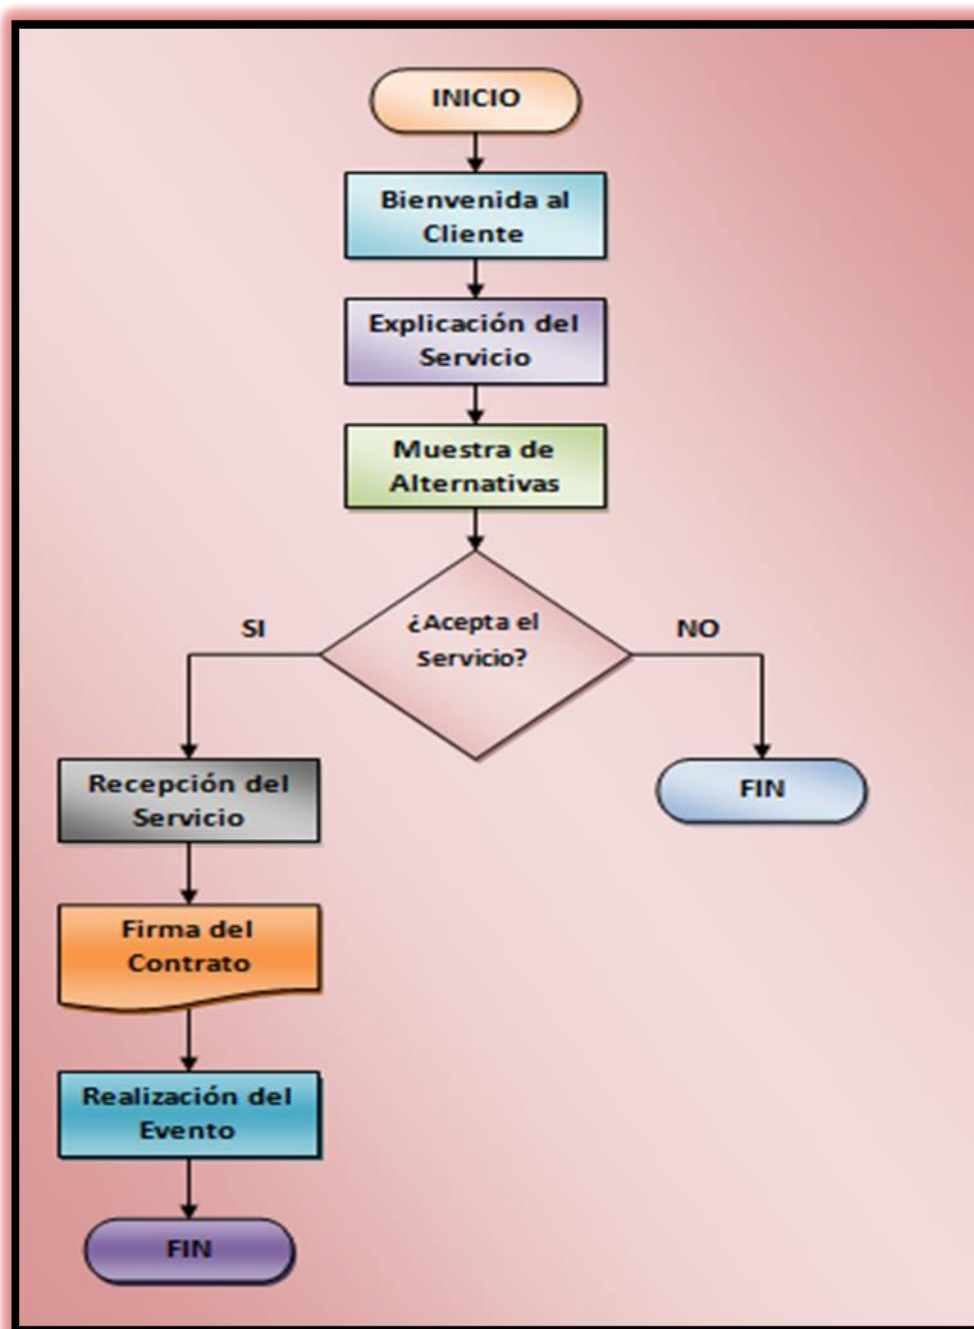 INICIO
Bienvenida al
Cliente
Explicación del
Servicio
Muestra de
Alternativas
¿Acepta el
Servicio?
SI
NO
Recepción del
Servicio
FIN
Firma del
Contrato
Realización del
Evento
FIN